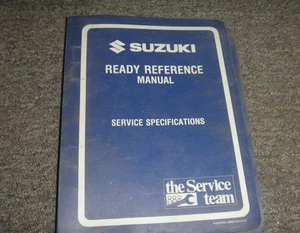 SUZUKI
READY REFERENCE
MANUAL
SERVICE SPECIFICATIONS
the Service
team